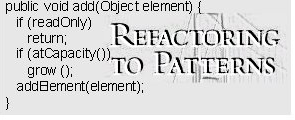 public void add(Object element) {
if (readOnly)
return;
if (atCapacity())
grow ();
addElement(element);
}
REFACTORING
TO PATTERNS